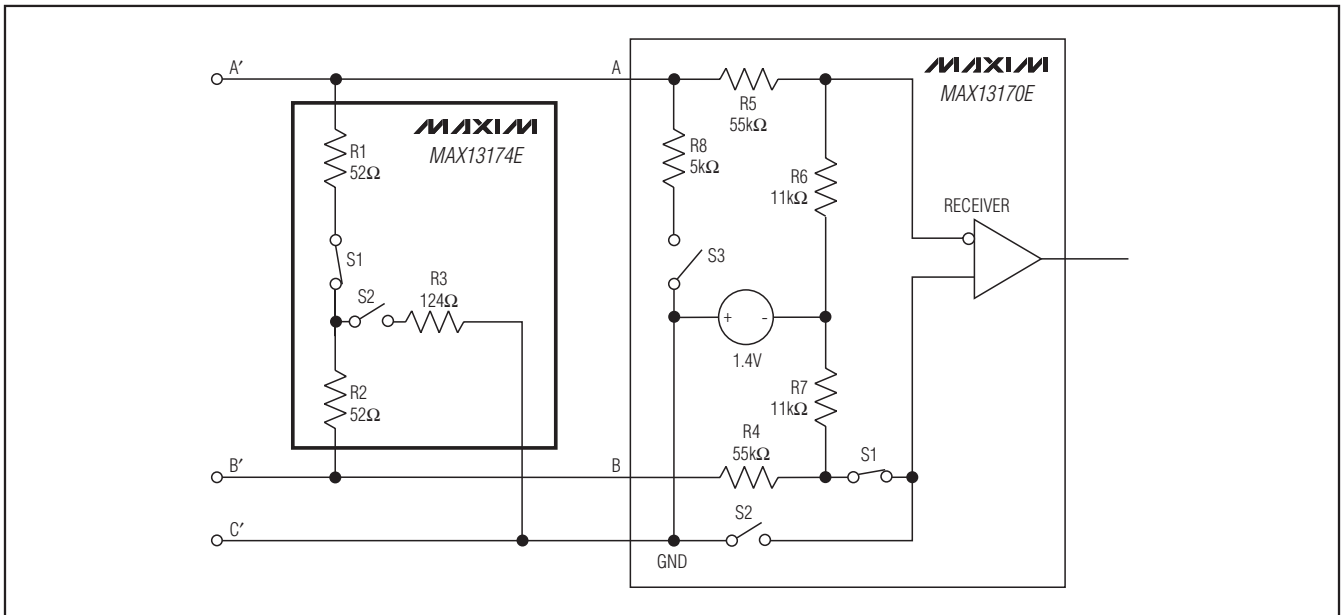 A′
A
MAXIM
MAX13170E
R5
55kΩ
MAXIM
MAX13174E
R1
52Ω
R8
5kΩ
R6
11kΩ
RECEIVER
S1
S3
R3
124Ω
S2
+
-
1.4V
R2
52Ω
R7
11kΩ
R4
55kΩ
S1
B′
B
S2
C′
GND